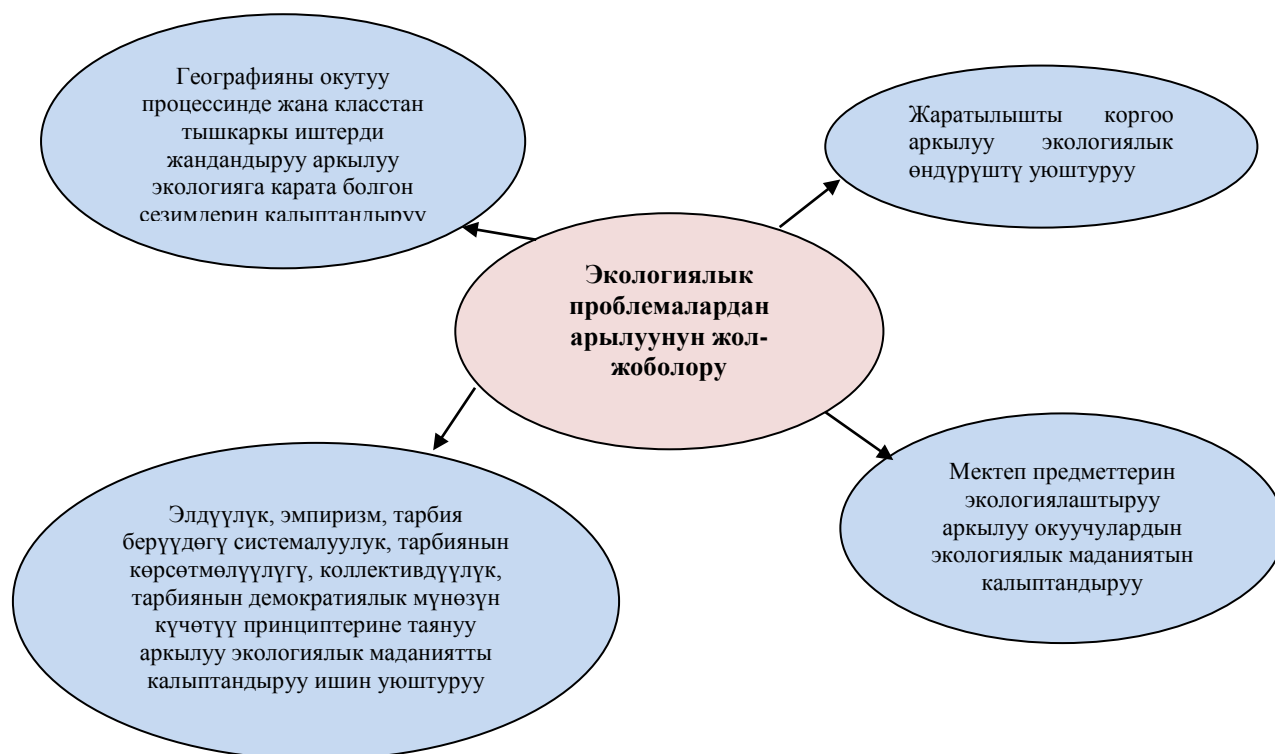 Географияны окутуу
процессинде жана класстан
тышкаркы иштерди
жандандыруу аркылуу
экологияга карата болгон
сезимдерин калыптандыруу
Жаратылышты коргоо
аркылуу экологиялык
өндүрүштү уюштуруу
Экологиялык
проблемалардан
арылуунун жол-
жоболору
Элдүүлүк, эмпиризм, тарбия
берүүдөгү системалуулук, тарбиянын
көрсөтмөлүүлүгү, коллективдүүлүк,
тарбиянын демократиялык мүнөзүн
күчөтүү принциптерине таянуу
аркылуу экологиялык маданиятты
калыптандыруу ишин уюштуруу
Мектеп предметтерин
экологиялаштыруу
аркылуу окуучулардын
экологиялык маданиятын
калыптандыруу